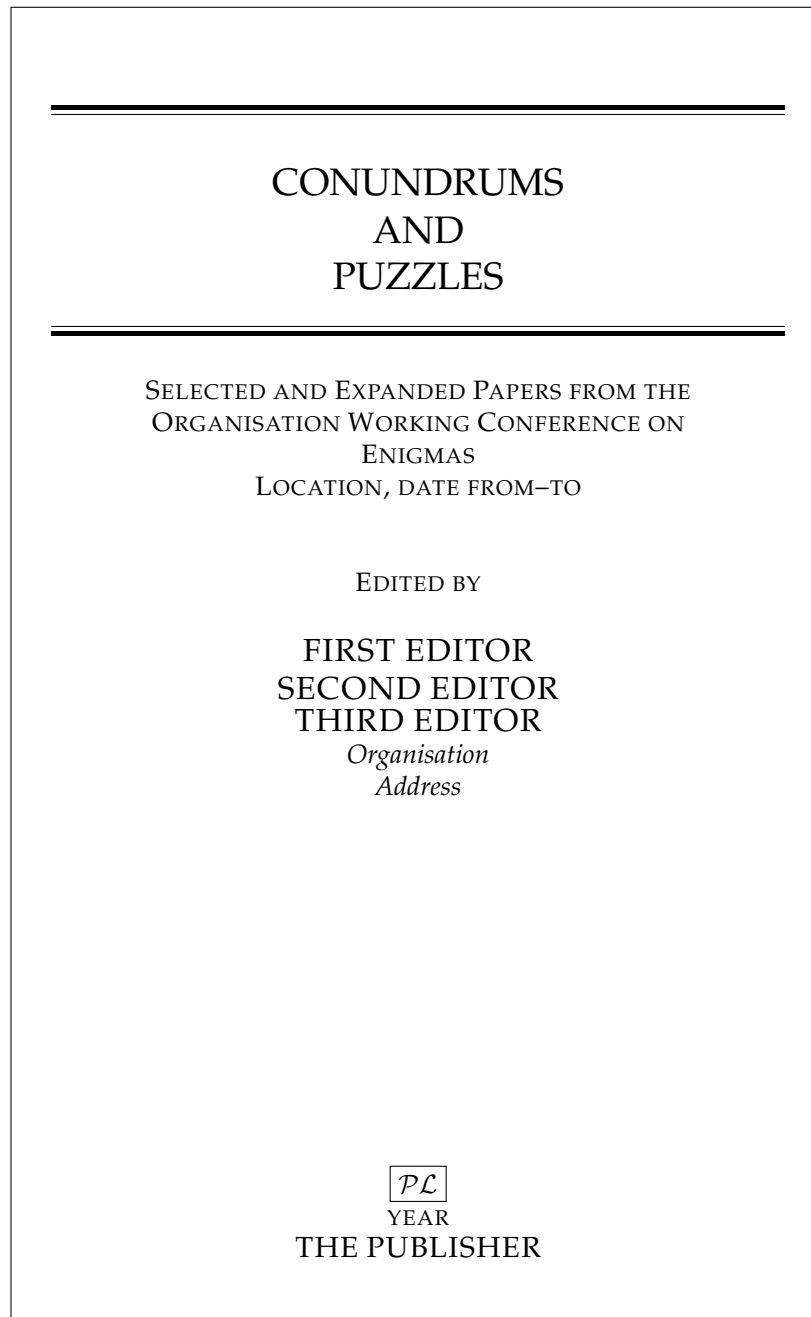 CONUNDRUMS
AND
PUZZLES
SELECTED AND EXPANDED PAPERS FROM THE
ORGANISATION WORKING CONFERENCE ON
ENIGMAS
LOCATION, DATE FROM–TO
EDITED BY
FIRST EDITOR
SECOND EDITOR
THIRD EDITOR
Organisation
Address
PL
YEAR
THE PUBLISHER